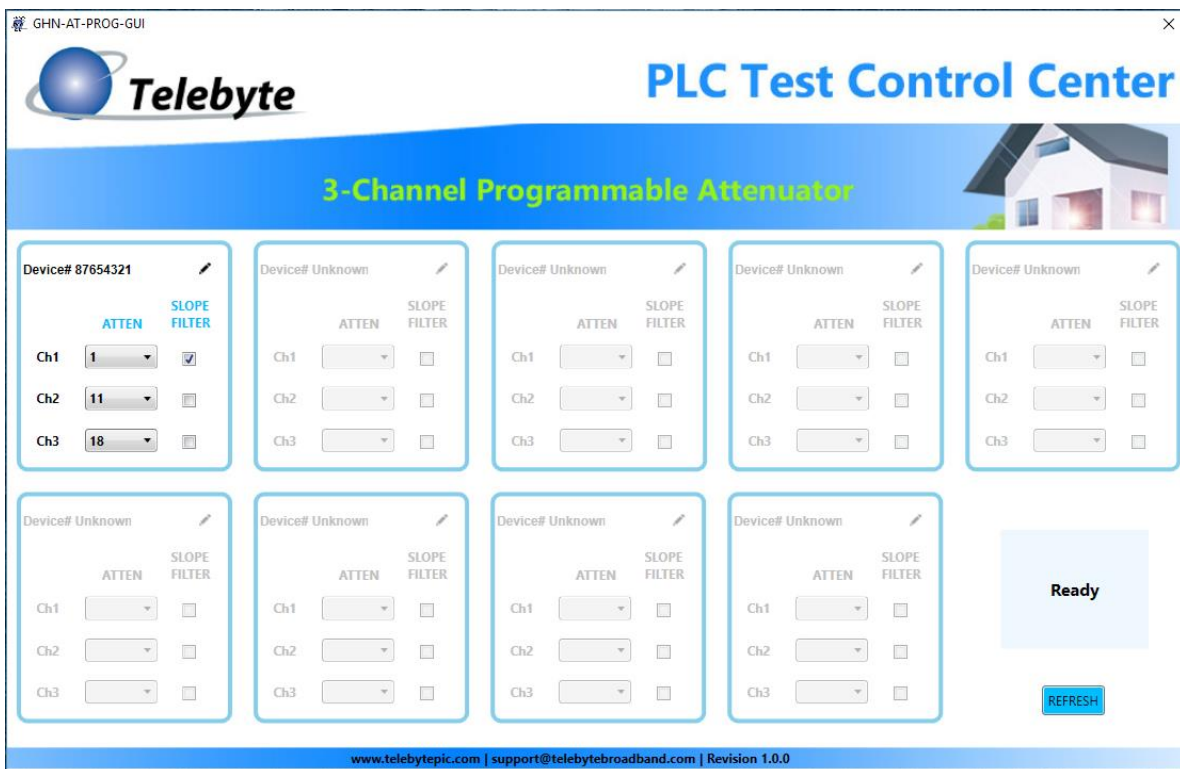 GHN-AT-PROG-GUI
Telebyte
PLC Test Control Center
3-Channel Programmable Attenuator
Device# 87654321
SLOPE
ATTEN FILTER
Ch1 1
Ch2 11
Ch3 18
Device# Unknown
SLOPE
ATTEN FILTER
Ch1
Ch2
Ch3
Device# Unknown
SLOPE
ATTEN FILTER
Ch1
Ch2
Ch3
Device# Unknown
SLOPE
ATTEN FILTER
Ch1
Ch2
Ch3
Device# Unknown
SLOPE
ATTEN FILTER
Ch1
Ch2
Ch3
Device# Unknown
SLOPE
ATTEN FILTER
Ch1
Ch2
Ch3
Device# Unknown
SLOPE
ATTEN FILTER
Ch1
Ch2
Ch3
Device# Unknown
SLOPE
ATTEN FILTER
Ch1
Ch2
Ch3
Device# Unknown
SLOPE
ATTEN FILTER
Ch1
Ch2
Ch3
Ready
REFRESH
www.telebytepic.com | support@telebytebroadband.com | Revision 1.0.0